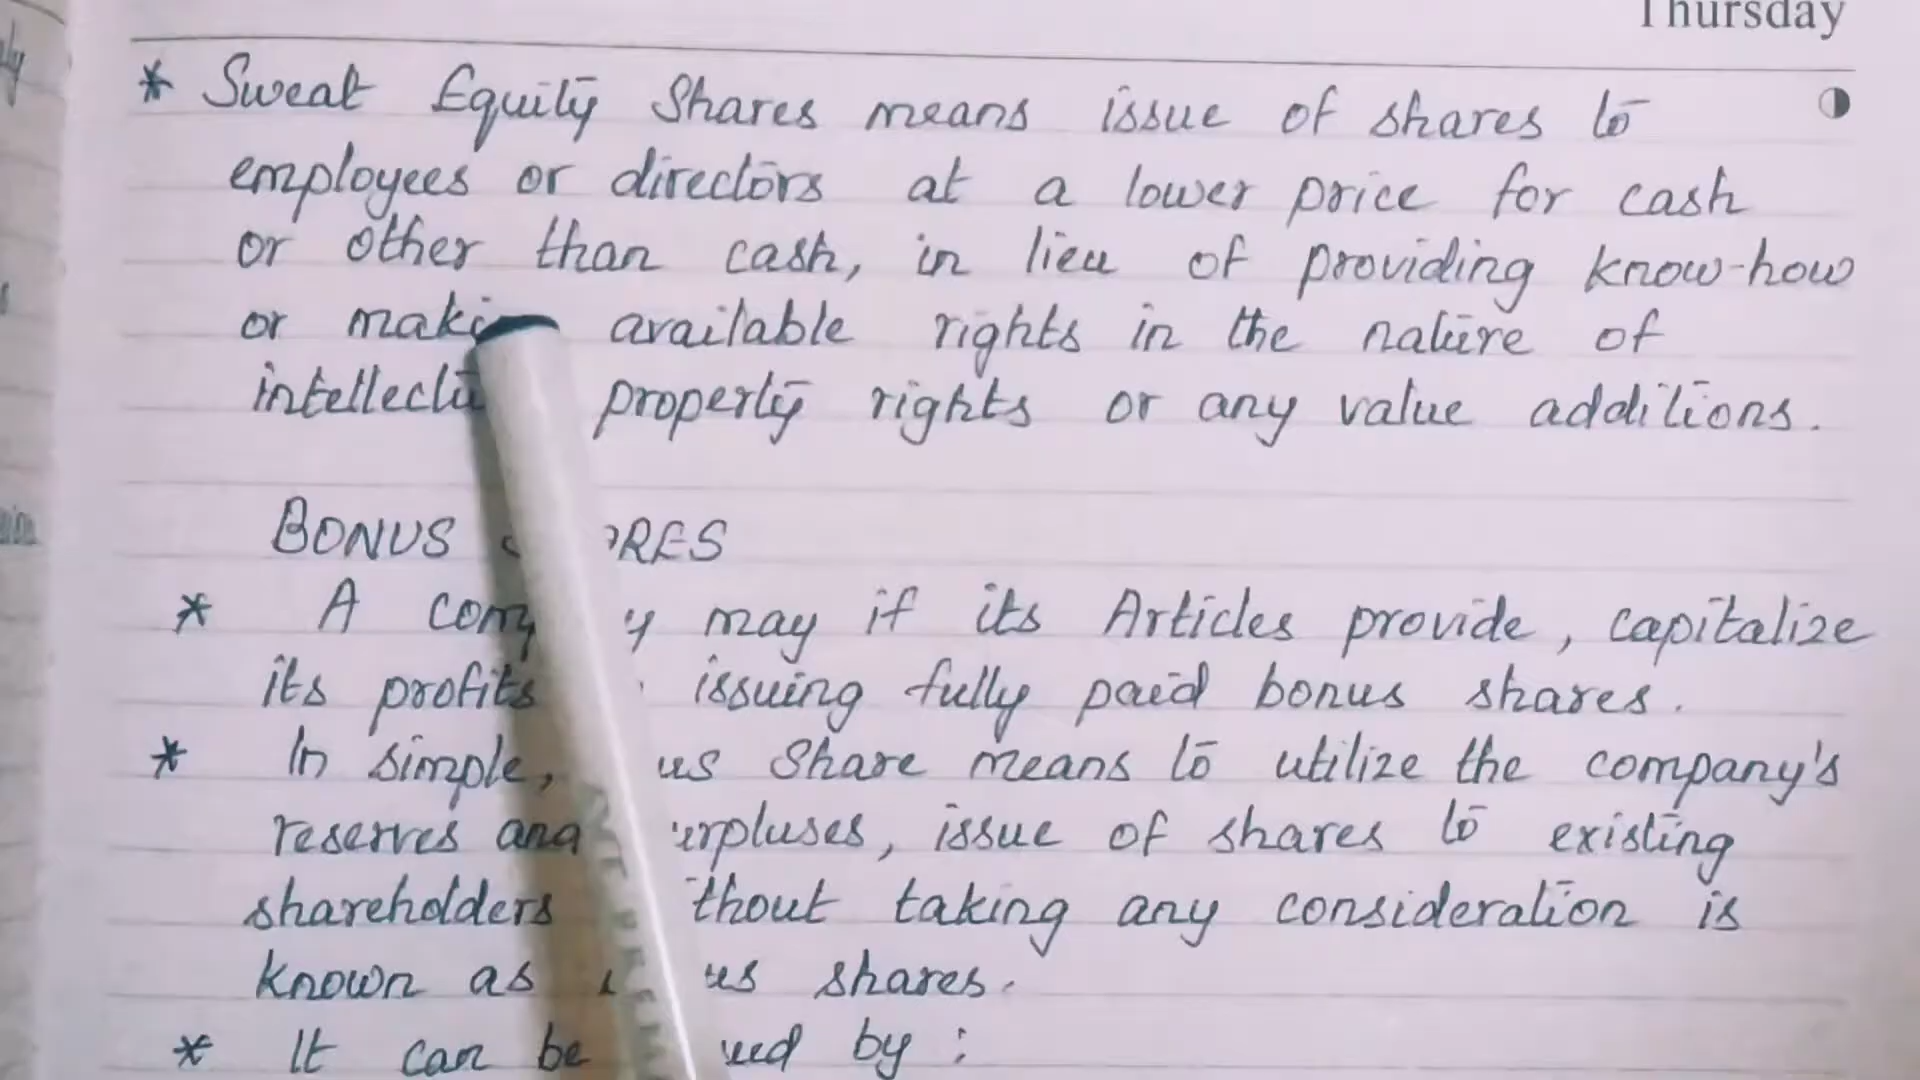 Thursday
* Sweat Equity Shares means issue of shares to
employees or directors at a lower price for cash
or other than cash, in lieu of providing know-how
or making available rights in the nature of
property rights or any value additions.
BONUS
* A may if its Articles provide, capitalize
its profits issuing fully paid bonus shares.
* In simple, Share means to utilize the company's
reserves and surpluses, issue of shares to existing
shareholders without taking any consideration is
known as shares.
* It can be by :